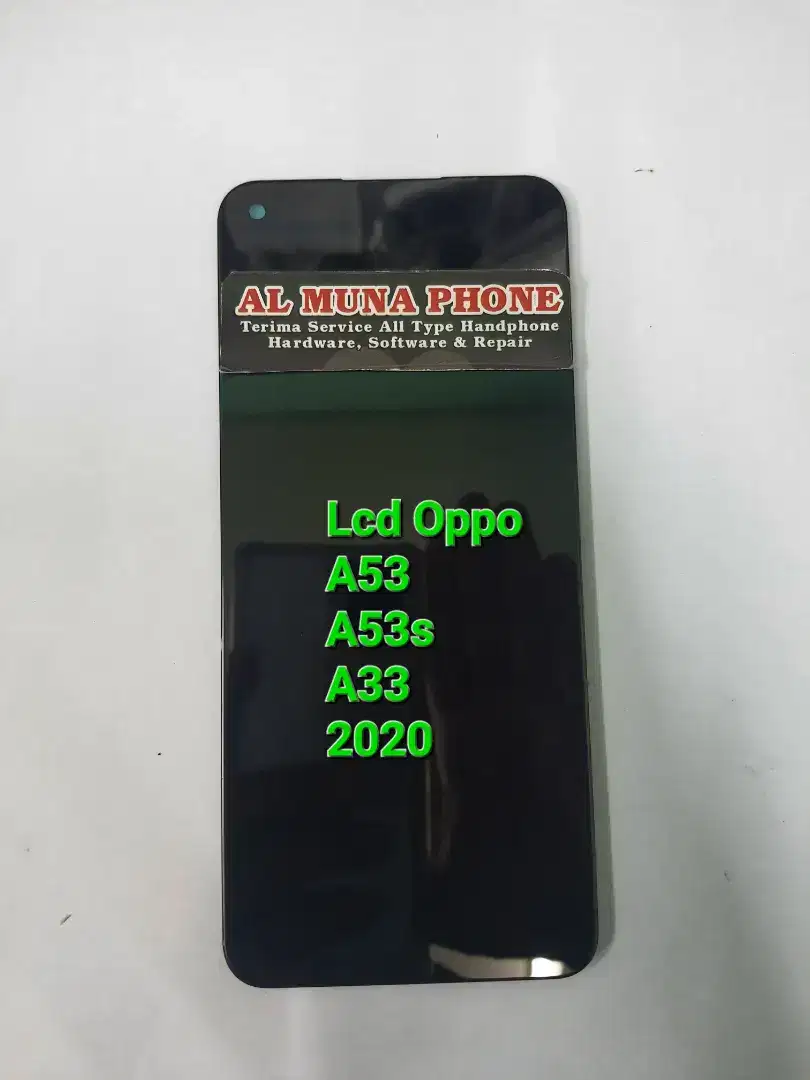 AL MUNA PHONE
Terima Service All Type Handphone
Hardware, Software & Repair
Lcd Oppo
A53
A53s
A33
2020